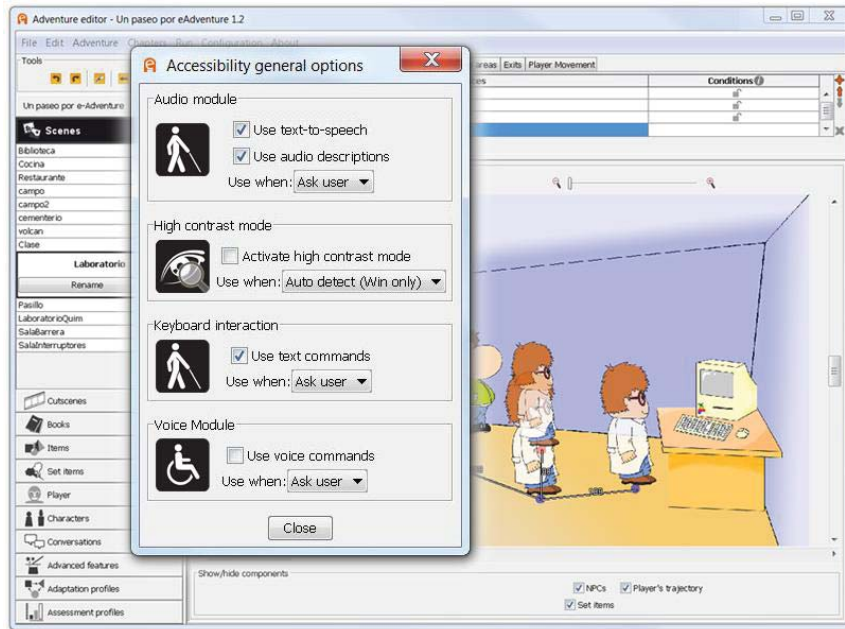 Adventure editor - Un paseo por eAdventure 1.2
File Edit Adventure Chapters Run Configuration About
Tools
Un paseo por e-Adventure
Scenes
Biblioteca
Cocina
Restaurante
campo
campo2
cementerio
volcan
Clase
Laboratorio
Rename
Pasillo
LaboratorioQuim
SalaBarrera
SalaInterruptores
Cutscenes
Books
Items
Set items
Player
Characters
Conversations
Advanced features
Adaptation profiles
Assessment profiles
Accessibility general options
Audio module
Use text-to-speech
Use audio descriptions
Use when: Ask user
High contrast mode
Activate high contrast mode
Use when: Auto detect (Win only)
Keyboard interaction
Use text commands
Use when: Ask user
Voice Module
Use voice commands
Use when: Ask user
Close
Exits Player Movement
Conditions
Show/hide components
NPCs Player's trajectory
Set items